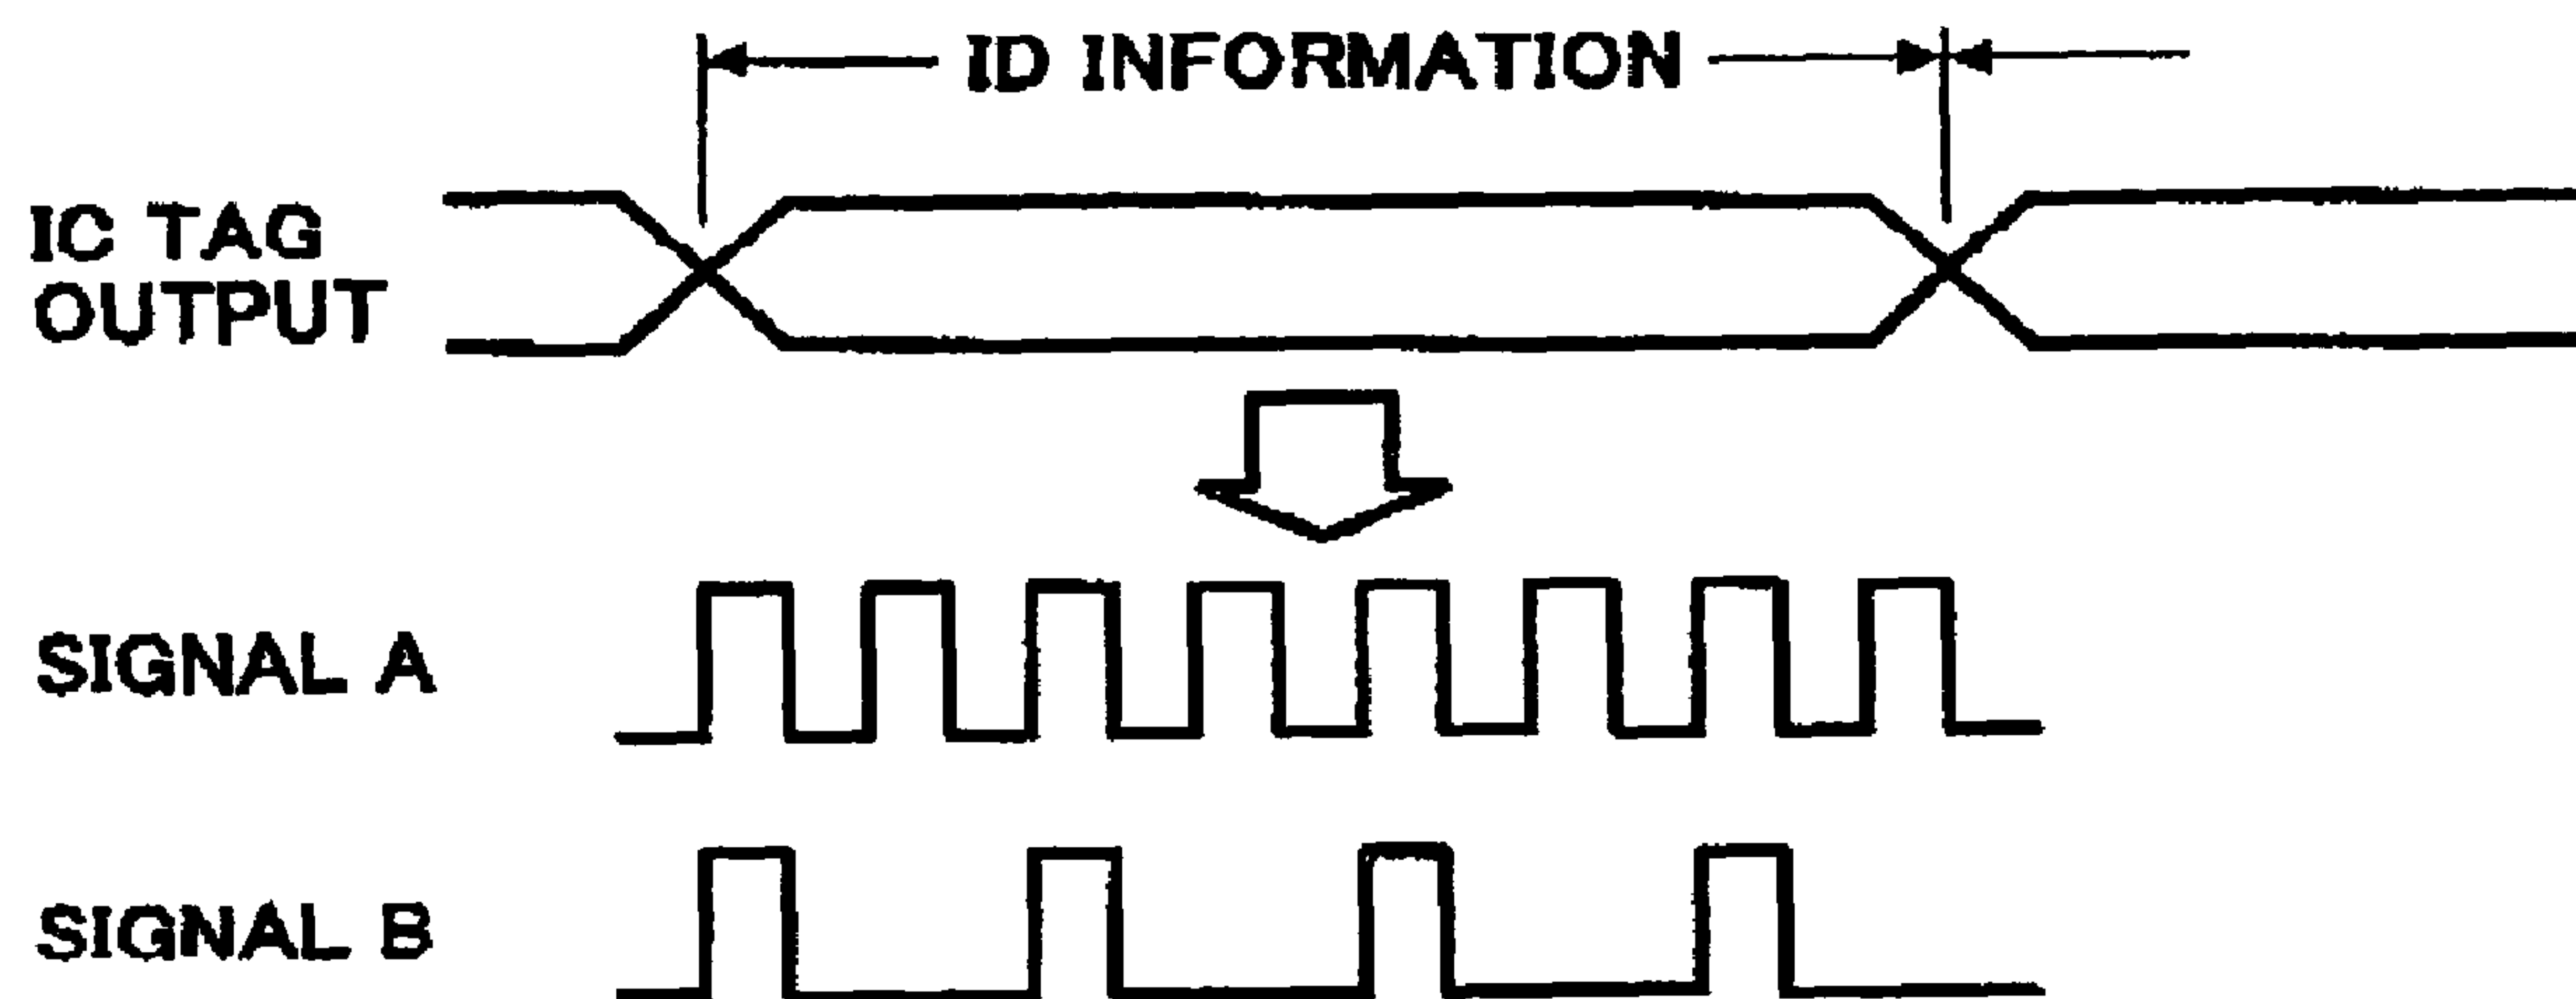 ID INFORMATION
IC TAG
OUTPUT
SIGNAL A
SIGNAL B